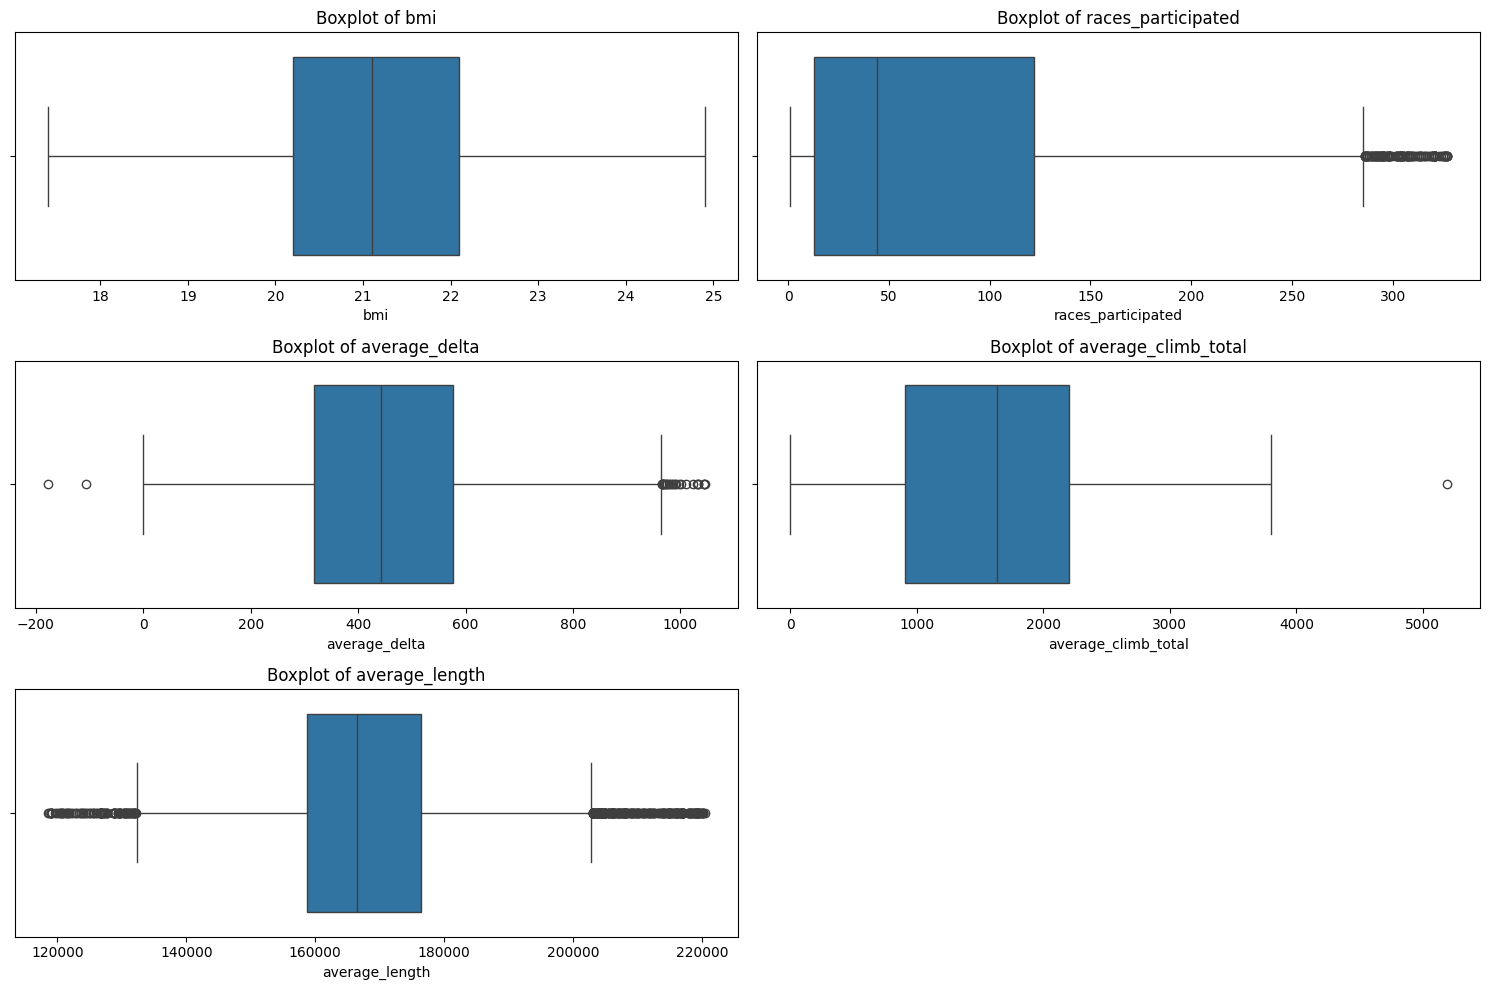 Boxplot of bmi
18 19 20 21 22 23 24 25
bmi
Boxplot of races_participated
0 50 100 150 200 250 300
races_participated
Boxplot of average_delta
−200 0 200 400 600 800 1000
average_delta
Boxplot of average_climb_total
0 1000 2000 3000 4000 5000
average_climb_total
Boxplot of average_length
120000 140000 160000 180000 200000 220000
average_length